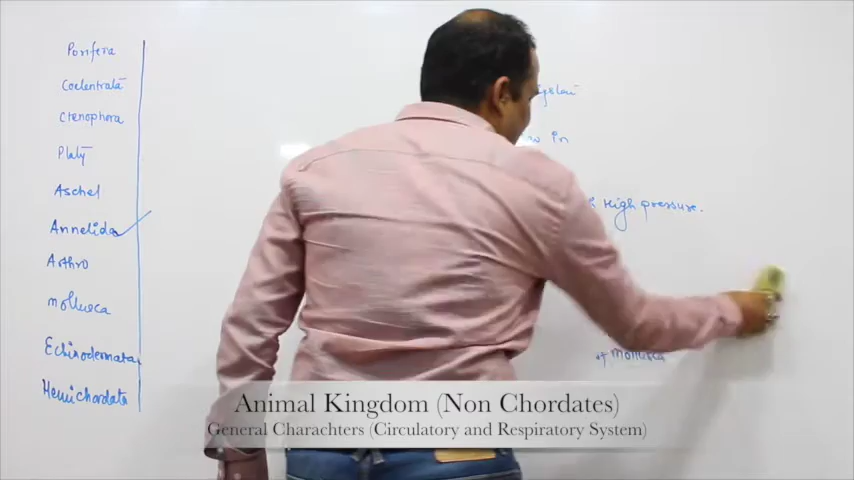 Porifera
Coelentrata
Ctenophora
Platy
Aschel
Annelida
Arthro
Mollusca
Echinodermata
Hemichordata
in
High pressure.
of Mollusca
Animal Kingdom (Non Chordates)
General Charachters (Circulatory and Respiratory System)